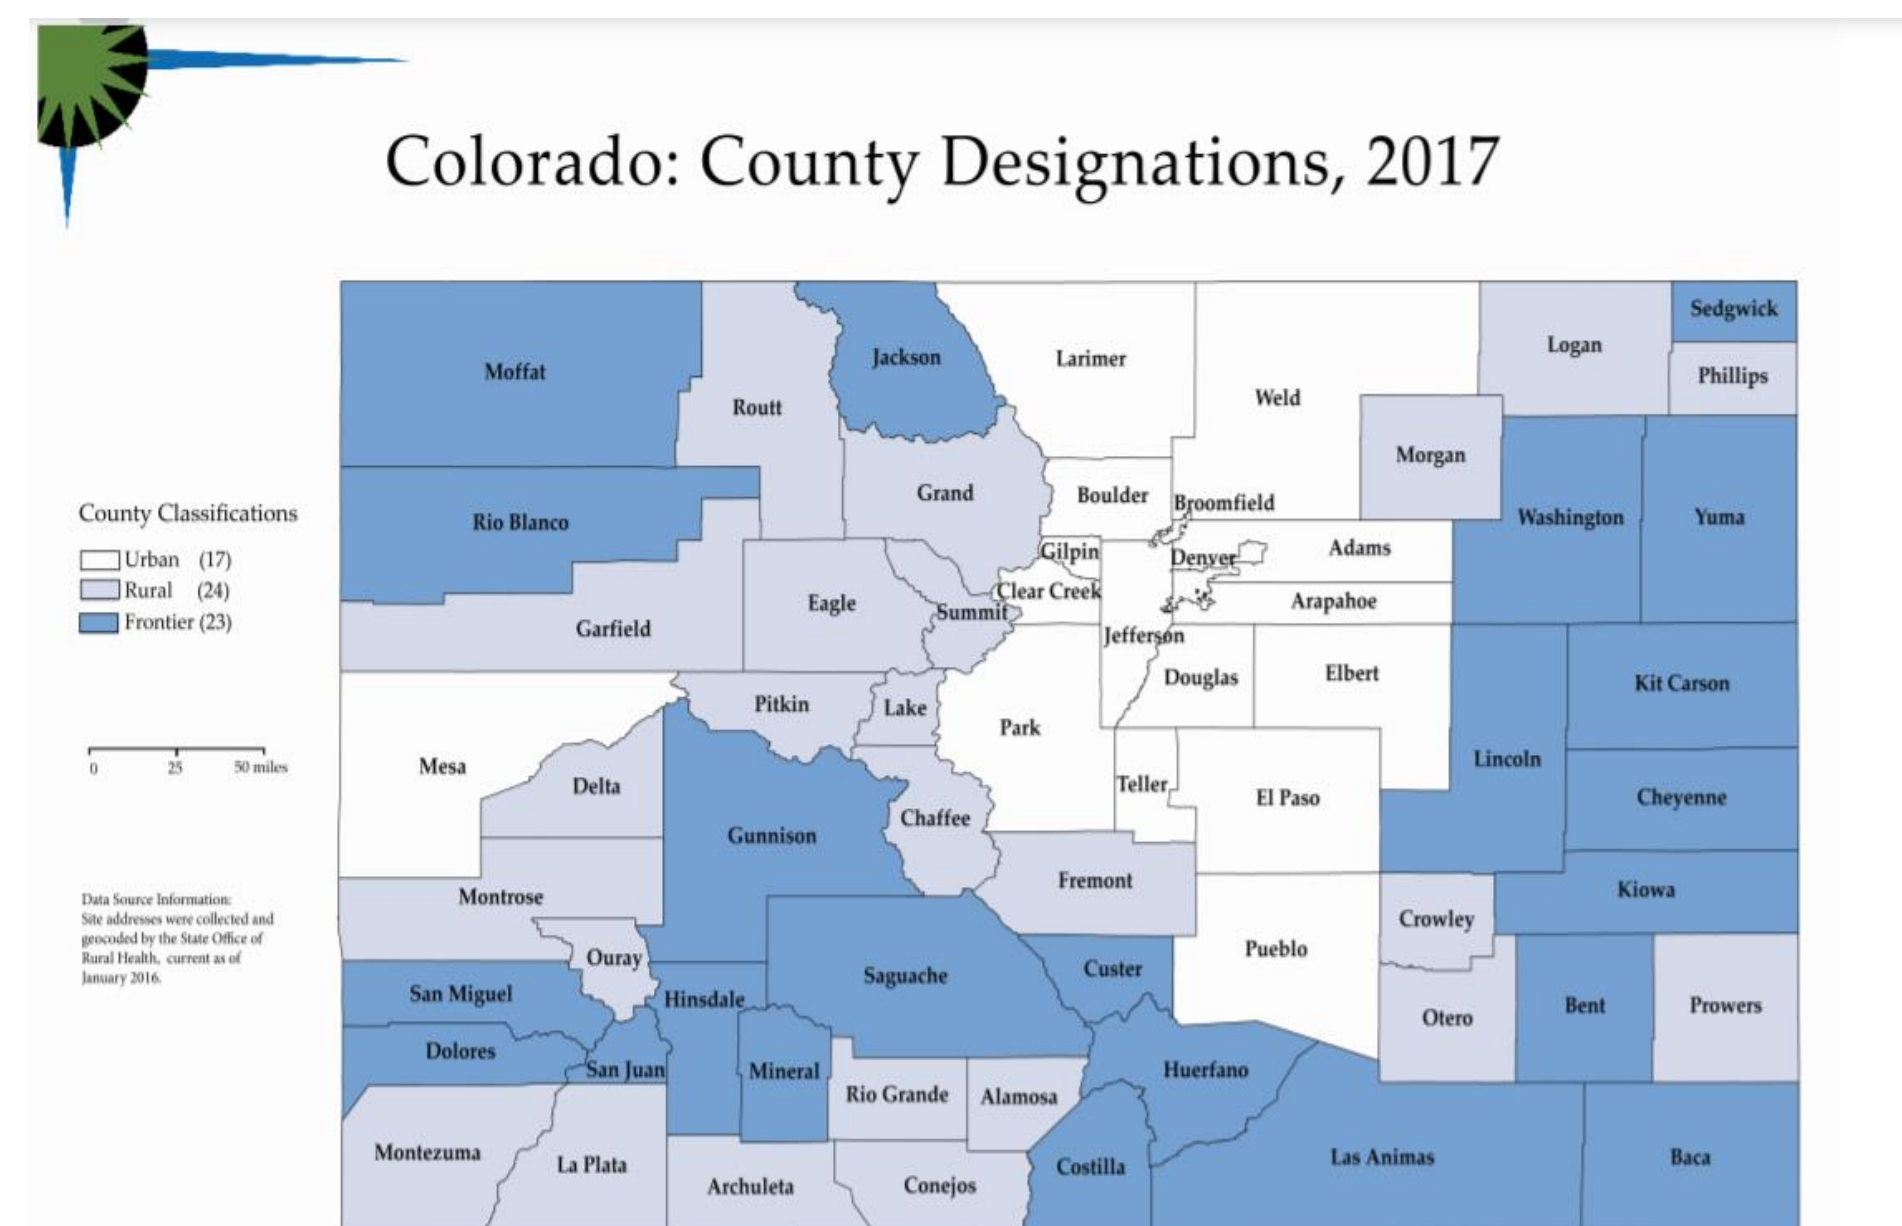 Colorado: County Designations, 2017
Sedgwick
Logan
Jackson
Larimer
Moffat
Phillips
Weld
Routt
Morgan
Grand
Boulder
Broomfield
County Classifications
Rio Blanco
Washington
Yuma
Urban (17)
Gilpin
Denver
Adams
Rural (24)
Clear Creek
Eagle
Arapahoe
Summit
Frontier (23)
Garfield
Jefferson
Elbert
Douglas
Kit Carson
Pitkin
Lake
Park
Lincoln
0 25 50 miles
Mesa
Delta
Teller
El Paso
Cheyenne
Chaffee
Gunnison
Fremont
Kiowa
Montrose
Data Source Information:
Site addresses were collected and
geocoded by the State Office of
Rural Health, current as of
January 2016.
Crowley
Pueblo
Ouray
Custer
Saguache
San Miguel
Hinsdale
Bent
Prowers
Otero
Dolores
San Juan
Mineral
Huerfano
Rio Grande
Alamosa
Montezuma
La Plata
Costilla
Las Animas
Baca
Archuleta
Conejos